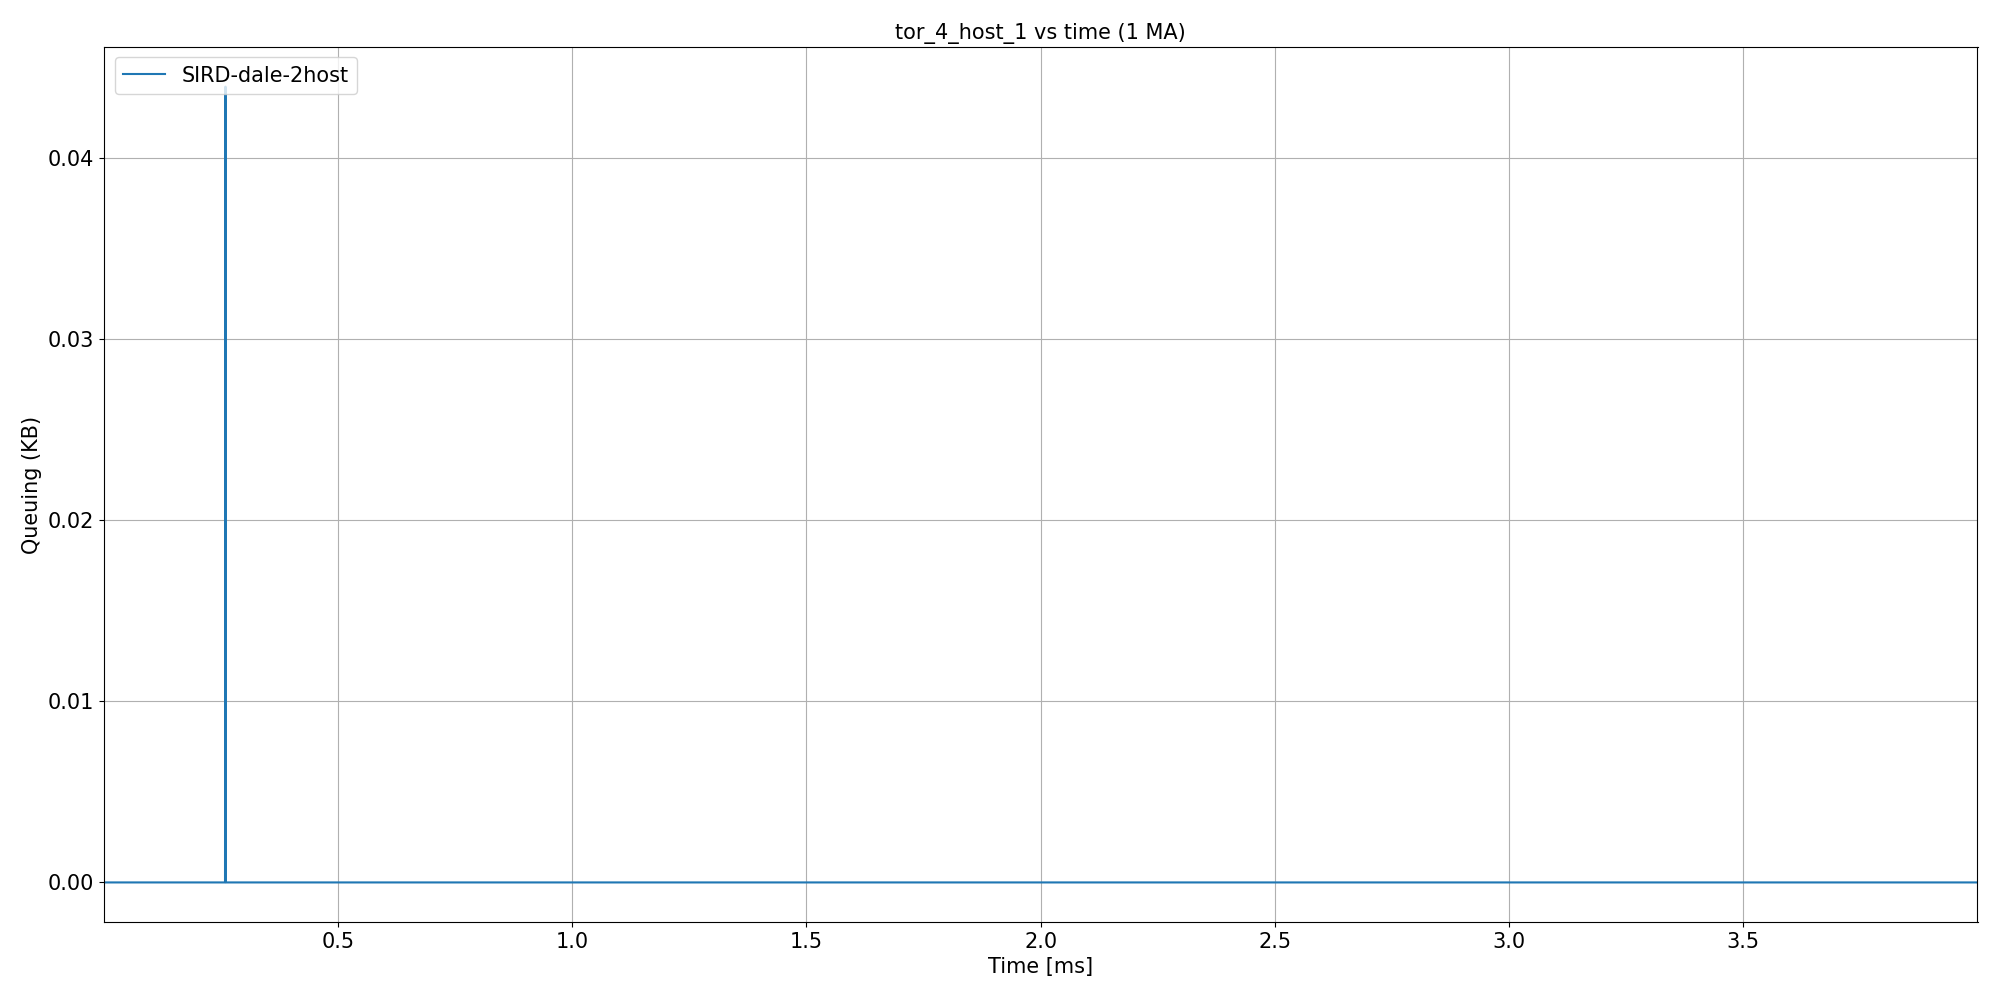 tor_4_host_1 vs time (1 MA)
SIRD-dale-2host
0.04
0.03
0.02
0.01
0.00
Queuing (KB)
0.5 1.0 1.5 2.0 2.5 3.0 3.5
Time [ms]